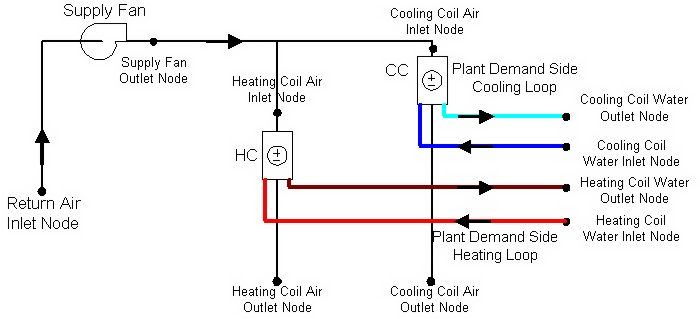 Supply Fan
Supply Fan
Outlet Node
Cooling Coil Air
Inlet Node
Heating Coil Air
Inlet Node
CC
Plant Demand Side
Cooling Loop
Cooling Coil Water
Outlet Node
Cooling Coil
Water Inlet Node
HC
Heating Coil Water
Outlet Node
Return Air
Inlet Node
Heating Coil
Water Inlet Node
Plant Demand Side
Heating Loop
Heating Coil Air
Outlet Node
Cooling Coil Air
Outlet Node